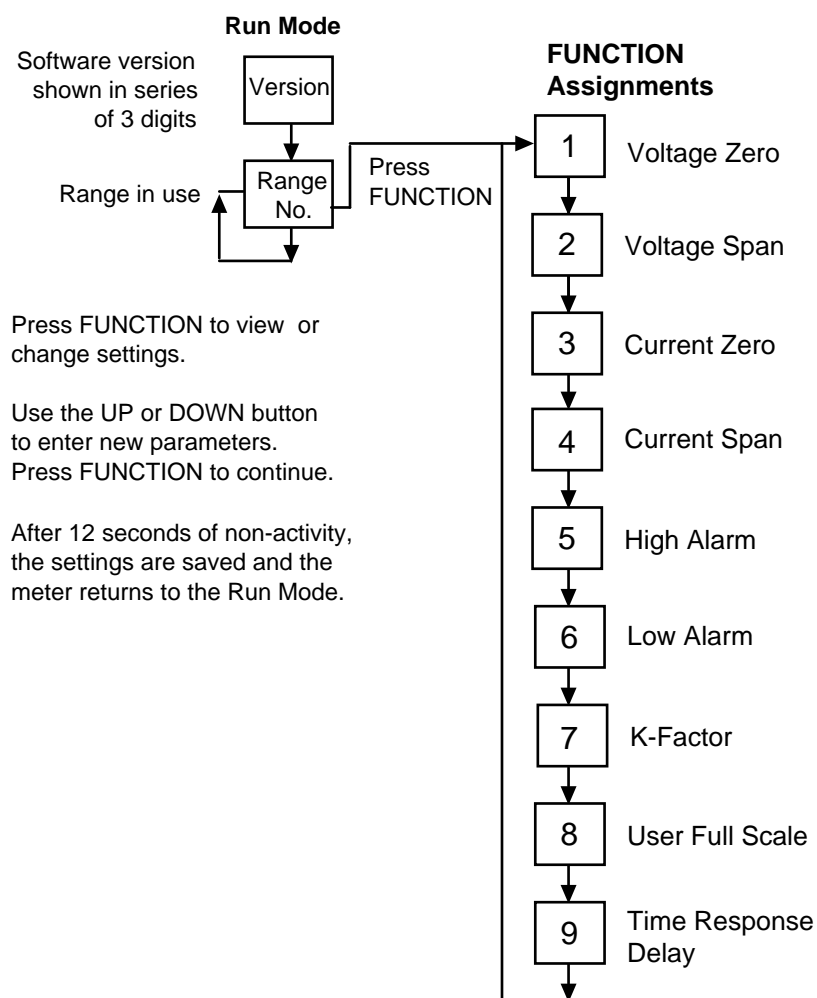 Run Mode
Software version
shown in series
of 3 digits
Version
Range in use
Range
No.
Press
FUNCTION
Press FUNCTION to view or
change settings.
Use the UP or DOWN button
to enter new parameters.
Press FUNCTION to continue.
After 12 seconds of non-activity,
the settings are saved and the
meter returns to the Run Mode.
FUNCTION
Assignments
1
Voltage Zero
2
Voltage Span
3
Current Zero
4
Current Span
5
High Alarm
6
Low Alarm
7
K-Factor
8
User Full Scale
9
Time Response
Delay